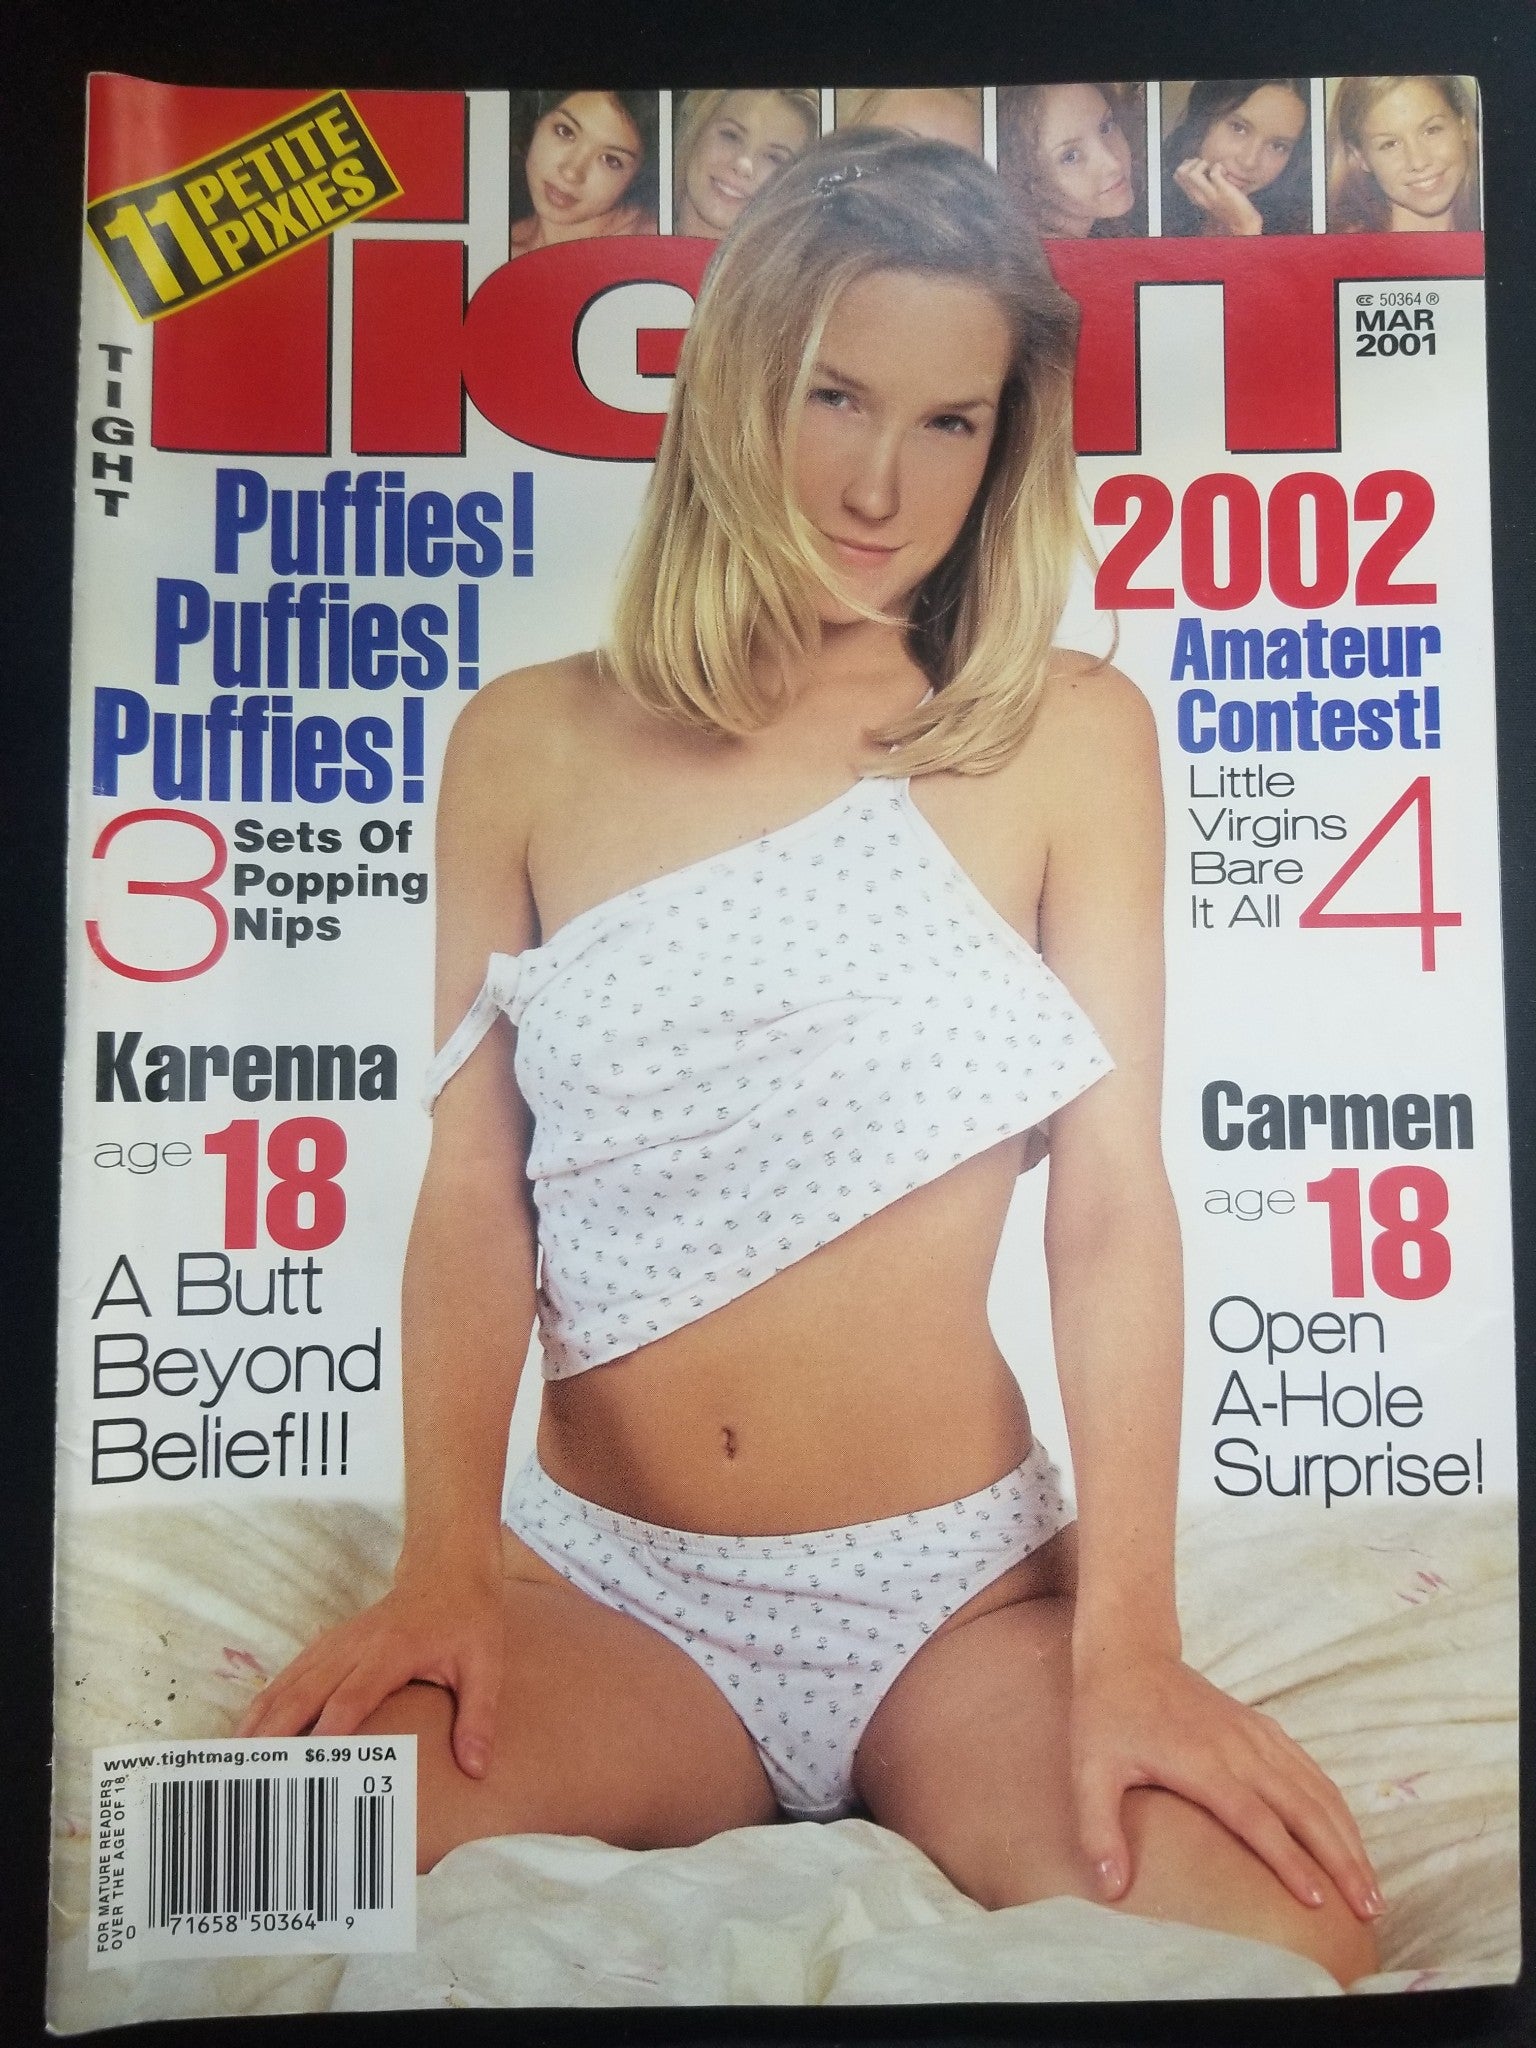 11 PETITE
PIXIES
TIGHT
TIGHT
50364 ®
MAR
2001
Puffies!
Puffies!
Puffies!
3 Sets Of
Popping
Nips
2002
Amateur
Contest!
4 Little
Virgins
Bare
It All
Karenna
age 18
A Butt
Beyond
Belief!!!
Carmen
age 18
Open
A-Hole
Surprise!
www.tightmag.com $6.99 USA
FOR MATURE READERS
OVER THE AGE OF 18
03
0 71658 50364 9